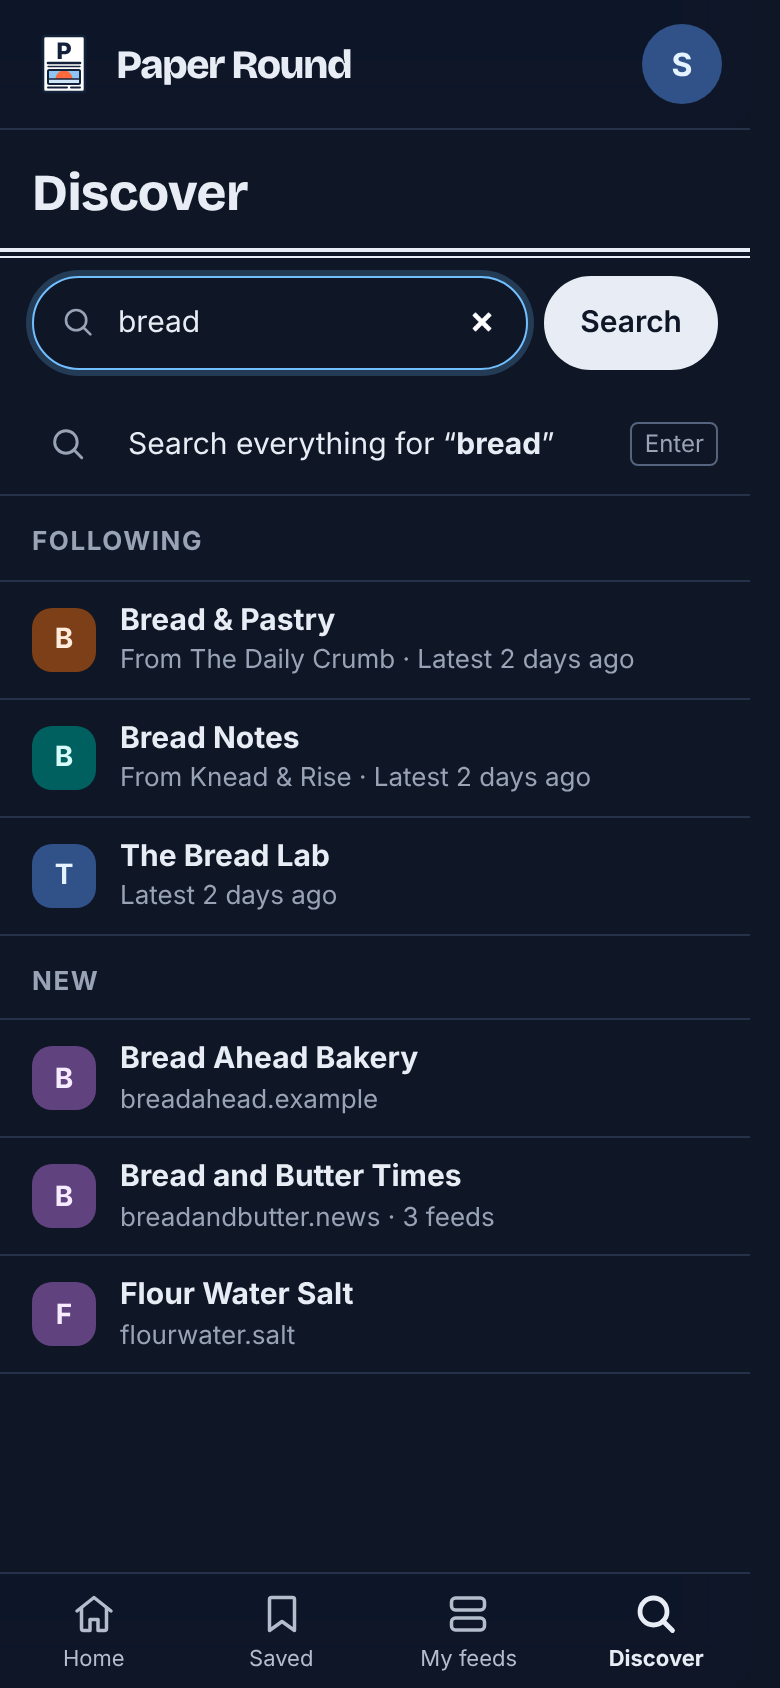 P
Paper Round
S
Discover
bread
Search
Search everything for “bread”
Enter
FOLLOWING
B
Bread & Pastry
From The Daily Crumb · Latest 2 days ago
B
Bread Notes
From Knead & Rise · Latest 2 days ago
T
The Bread Lab
Latest 2 days ago
NEW
B
Bread Ahead Bakery
breadahead.example
B
Bread and Butter Times
breadandbutter.news · 3 feeds
F
Flour Water Salt
flourwater.salt
Home
Saved
My feeds
Discover